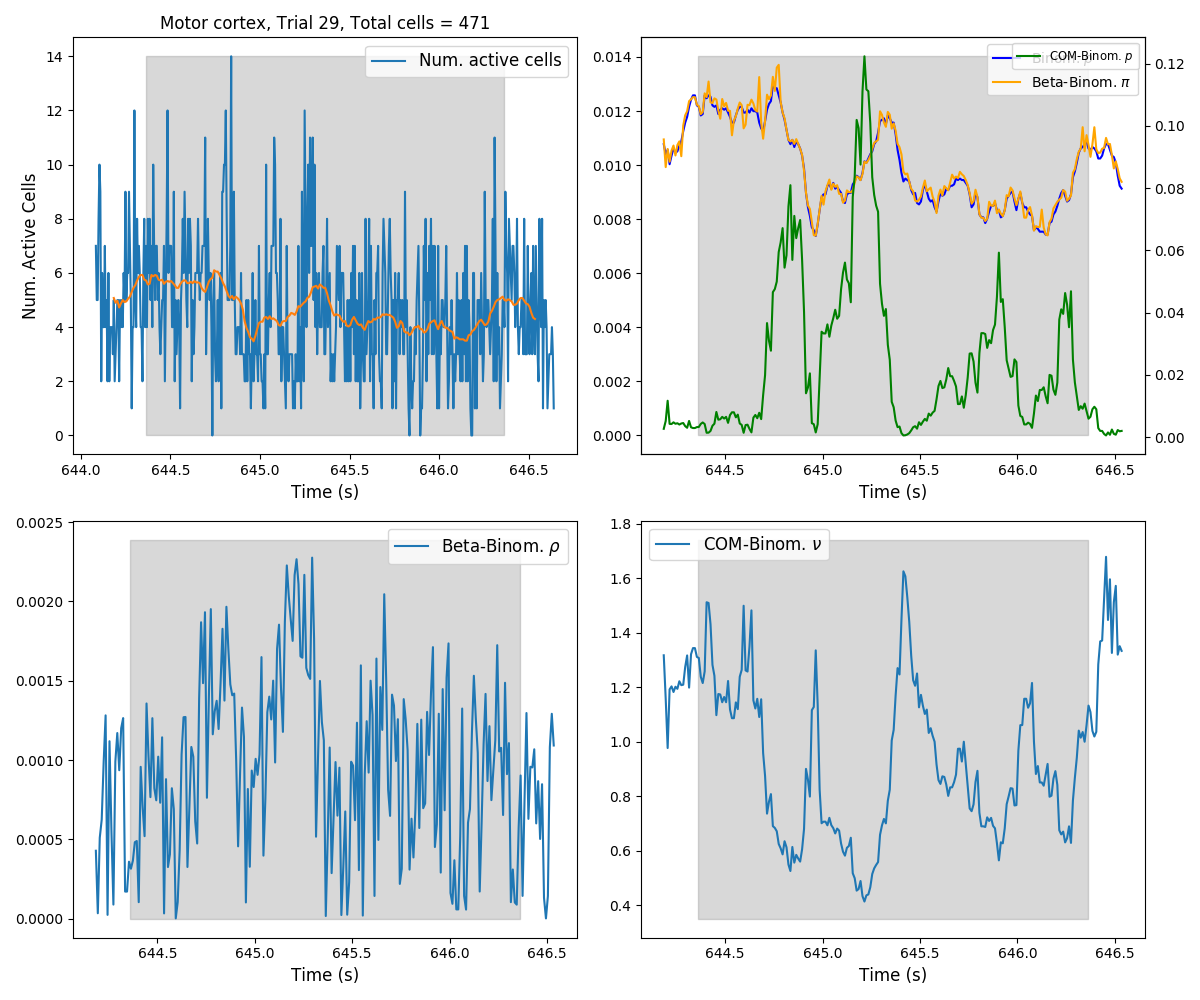 Motor cortex, Trial 29, Total cells = 471
Num. Active Cells
14
12
10
8
6
4
2
0
Num. active cells
644.0 644.5 645.0 645.5 646.0 646.5
Time (s)
0.014
0.012
0.010
0.008
0.006
0.004
0.002
0.000
COM-Binom. p
Beta-Binom. π
0.12
0.10
0.08
0.06
0.04
0.02
0.00
644.5 645.0 645.5 646.0 646.5
Time (s)
0.0025
0.0020
0.0015
0.0010
0.0005
0.0000
Beta-Binom. ρ
644.5 645.0 645.5 646.0 646.5
Time (s)
1.8
1.6
1.4
1.2
1.0
0.8
0.6
0.4
COM-Binom. ν
644.5 645.0 645.5 646.0 646.5
Time (s)